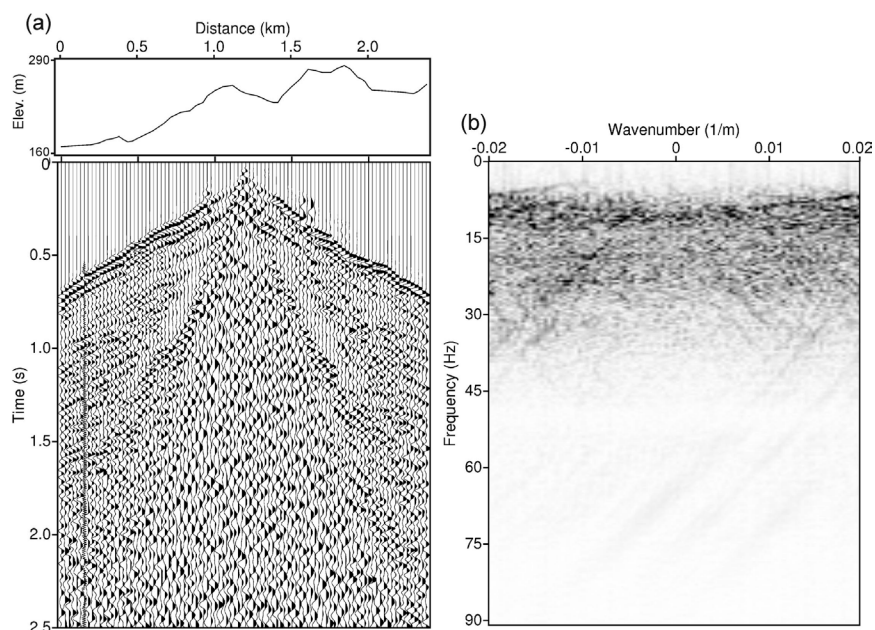 (a)
Distance (km)
0 0.5 1.0 1.5 2.0
290
Elev. (m)
160
0
0.5
1.0
Time (s)
1.5
2.0
2.5
(b)
Wavenumber (1/m)
-0.02 -0.01 0 0.01 0.02
0
15
30
Frequency (Hz)
45
60
75
90